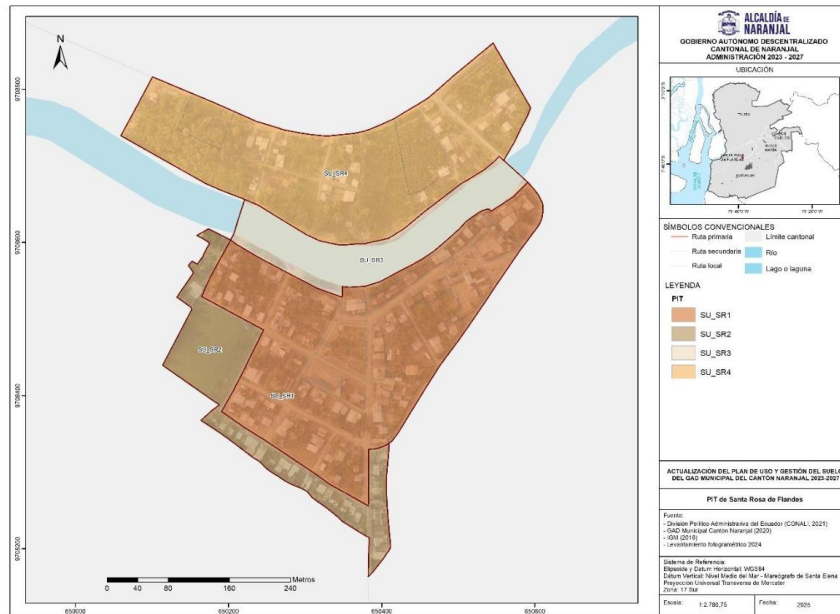 ALCALDÍA DE
NARANJAL
GOBIERNO AUTÓNOMO DESCENTRALIZADO
CANTONAL DE NARANJAL
ADMINISTRACIÓN 2023 - 2027
UBICACIÓN
SÍMBOLOS CONVENCIONALES
Ruta primaria
Límite cantonal
Ruta secundaria
Río
Ruta local
Lago o laguna
LEYENDA
PIT
SU_SR1
SU_SR2
SU_SR3
SU_SR4
ACTUALIZACIÓN DEL PLAN DE USO Y GESTIÓN DEL SUELO
DEL GAD MUNICIPAL DEL CANTÓN NARANJAL 2023-2027
PIT de Santa Rosa de Flandes
Fuente:
- División Político Administrativa del Ecuador (CONALI, 2021)
- GAD Municipal Cantón Naranjal (2020)
- Levantamiento fotogramétrico 2024
Sistema de Referencia:
Elipsoide y Datum Horizontal: WGS84
Datum Vertical: Nivel Medio del Mar - Mareógrafo de Santa Elena
Proyección Universal Transversa de Mercator
Zona: 17 Sur
Escala: 1:2.780,75
Fecha: 2025
N
SU_SR4
SU_SR3
SU_SR2
SU_SR1
0 40 80 160 240 Metros
650000
650200
650400
9708600
9708400
9708200